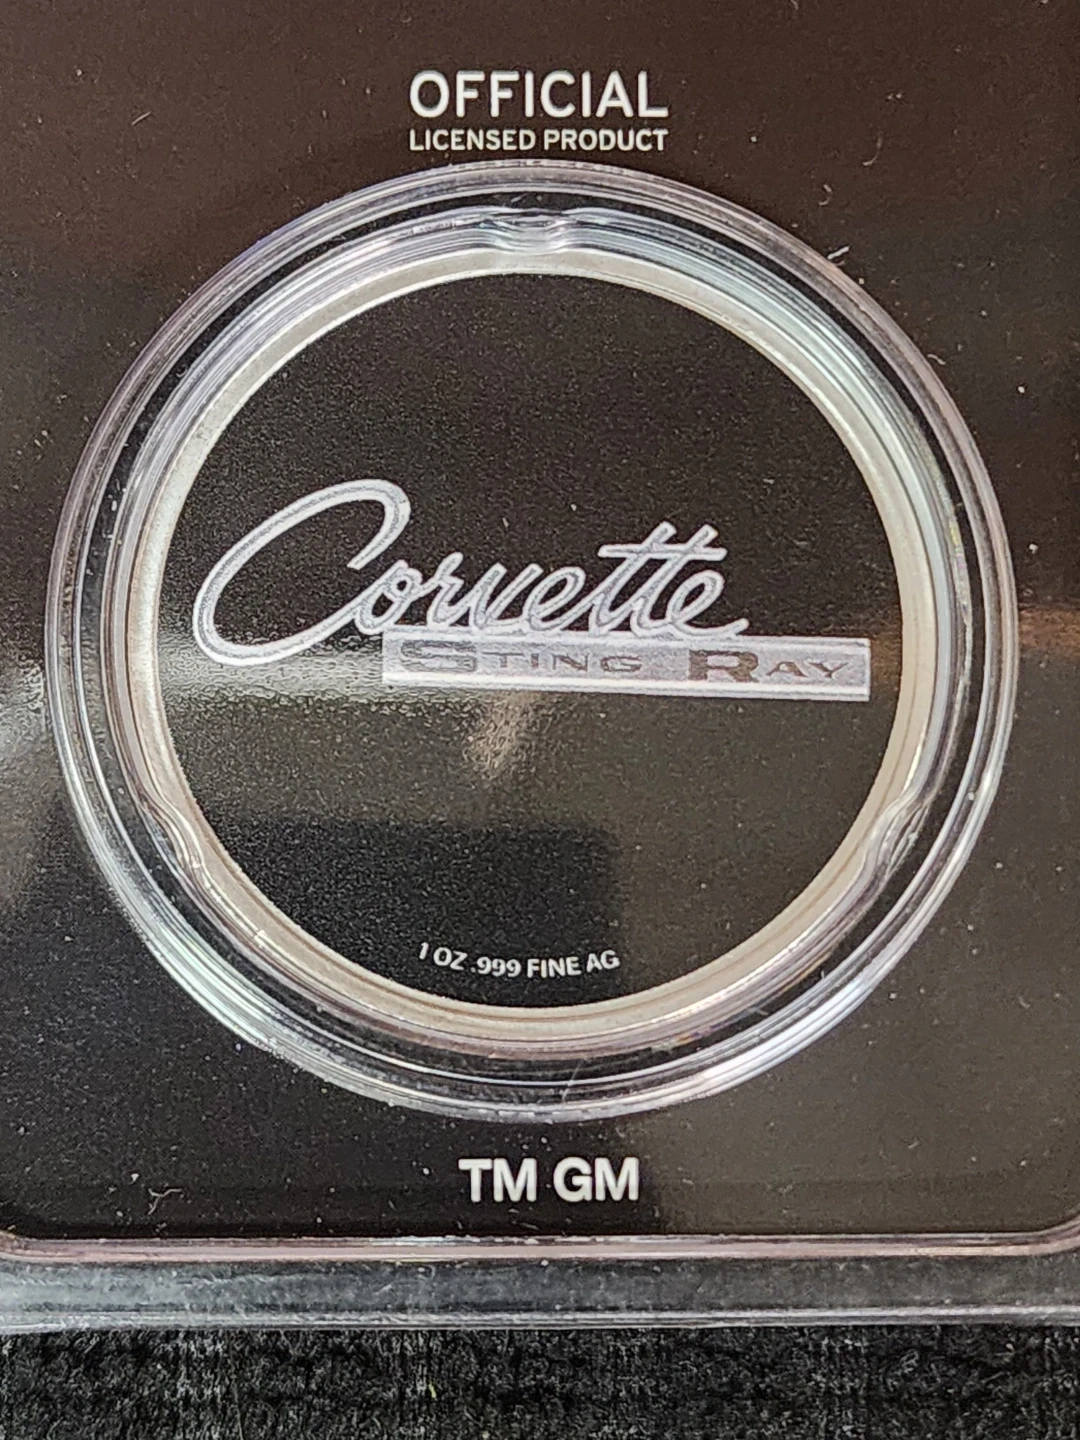 OFFICIAL
LICENSED PRODUCT
Corvette
STING RAY
1 OZ .999 FINE AG
TM GM